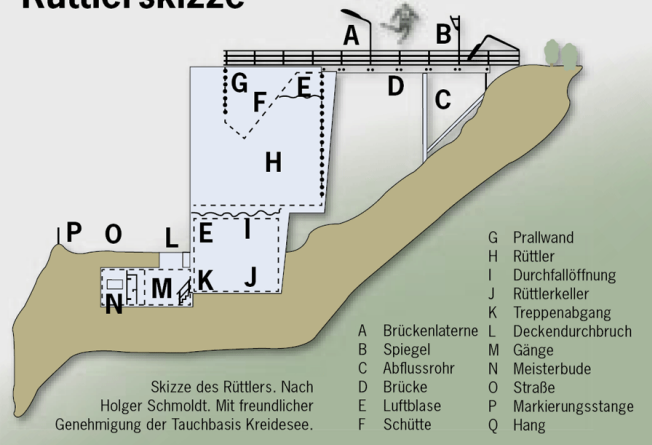 Rüttlerskizze
A
B
G
E
F
D
C
H
P
O
L
E
I
K
J
M
N
G Prallwand
H Rüttler
I Durchfallöffnung
J Rüttlerkeller
K Treppenabgang
A Brückenlaterne
L Deckendurchbruch
B Spiegel
M Gänge
C Abflussrohr
N Meisterbude
D Brücke
O Straße
E Luftblase
P Markierungsstange
F Schütte
Q Hang
Skizze des Rüttlers. Nach
Holger Schmoldt. Mit freundlicher
Genehmigung der Tauchbasis Kreidesee.